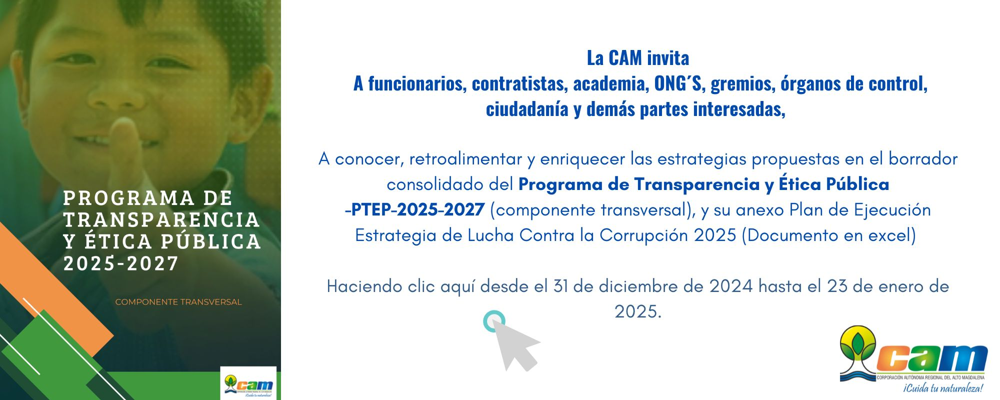 PROGRAMA DE
TRANSPARENCIA
Y ÉTICA PÚBLICA
2025-2027
COMPONENTE TRANSVERSAL
cam
CORPORACIÓN AUTÓNOMA REGIONAL DEL ALTO MAGDALENA
¡Cuida tu naturaleza!
La CAM invita
A funcionarios, contratistas, academia, ONG´S, gremios, órganos de control,
ciudadanía y demás partes interesadas,
A conocer, retroalimentar y enriquecer las estrategias propuestas en el borrador
consolidado del Programa de Transparencia y Ética Pública
-PTEP-2025-2027 (componente transversal), y su anexo Plan de Ejecución
Estrategia de Lucha Contra la Corrupción 2025 (Documento en excel)
Haciendo clic aquí desde el 31 de diciembre de 2024 hasta el 23 de enero de
2025.
cam
CORPORACIÓN AUTÓNOMA REGIONAL DEL ALTO MAGDALENA
¡Cuida tu naturaleza!